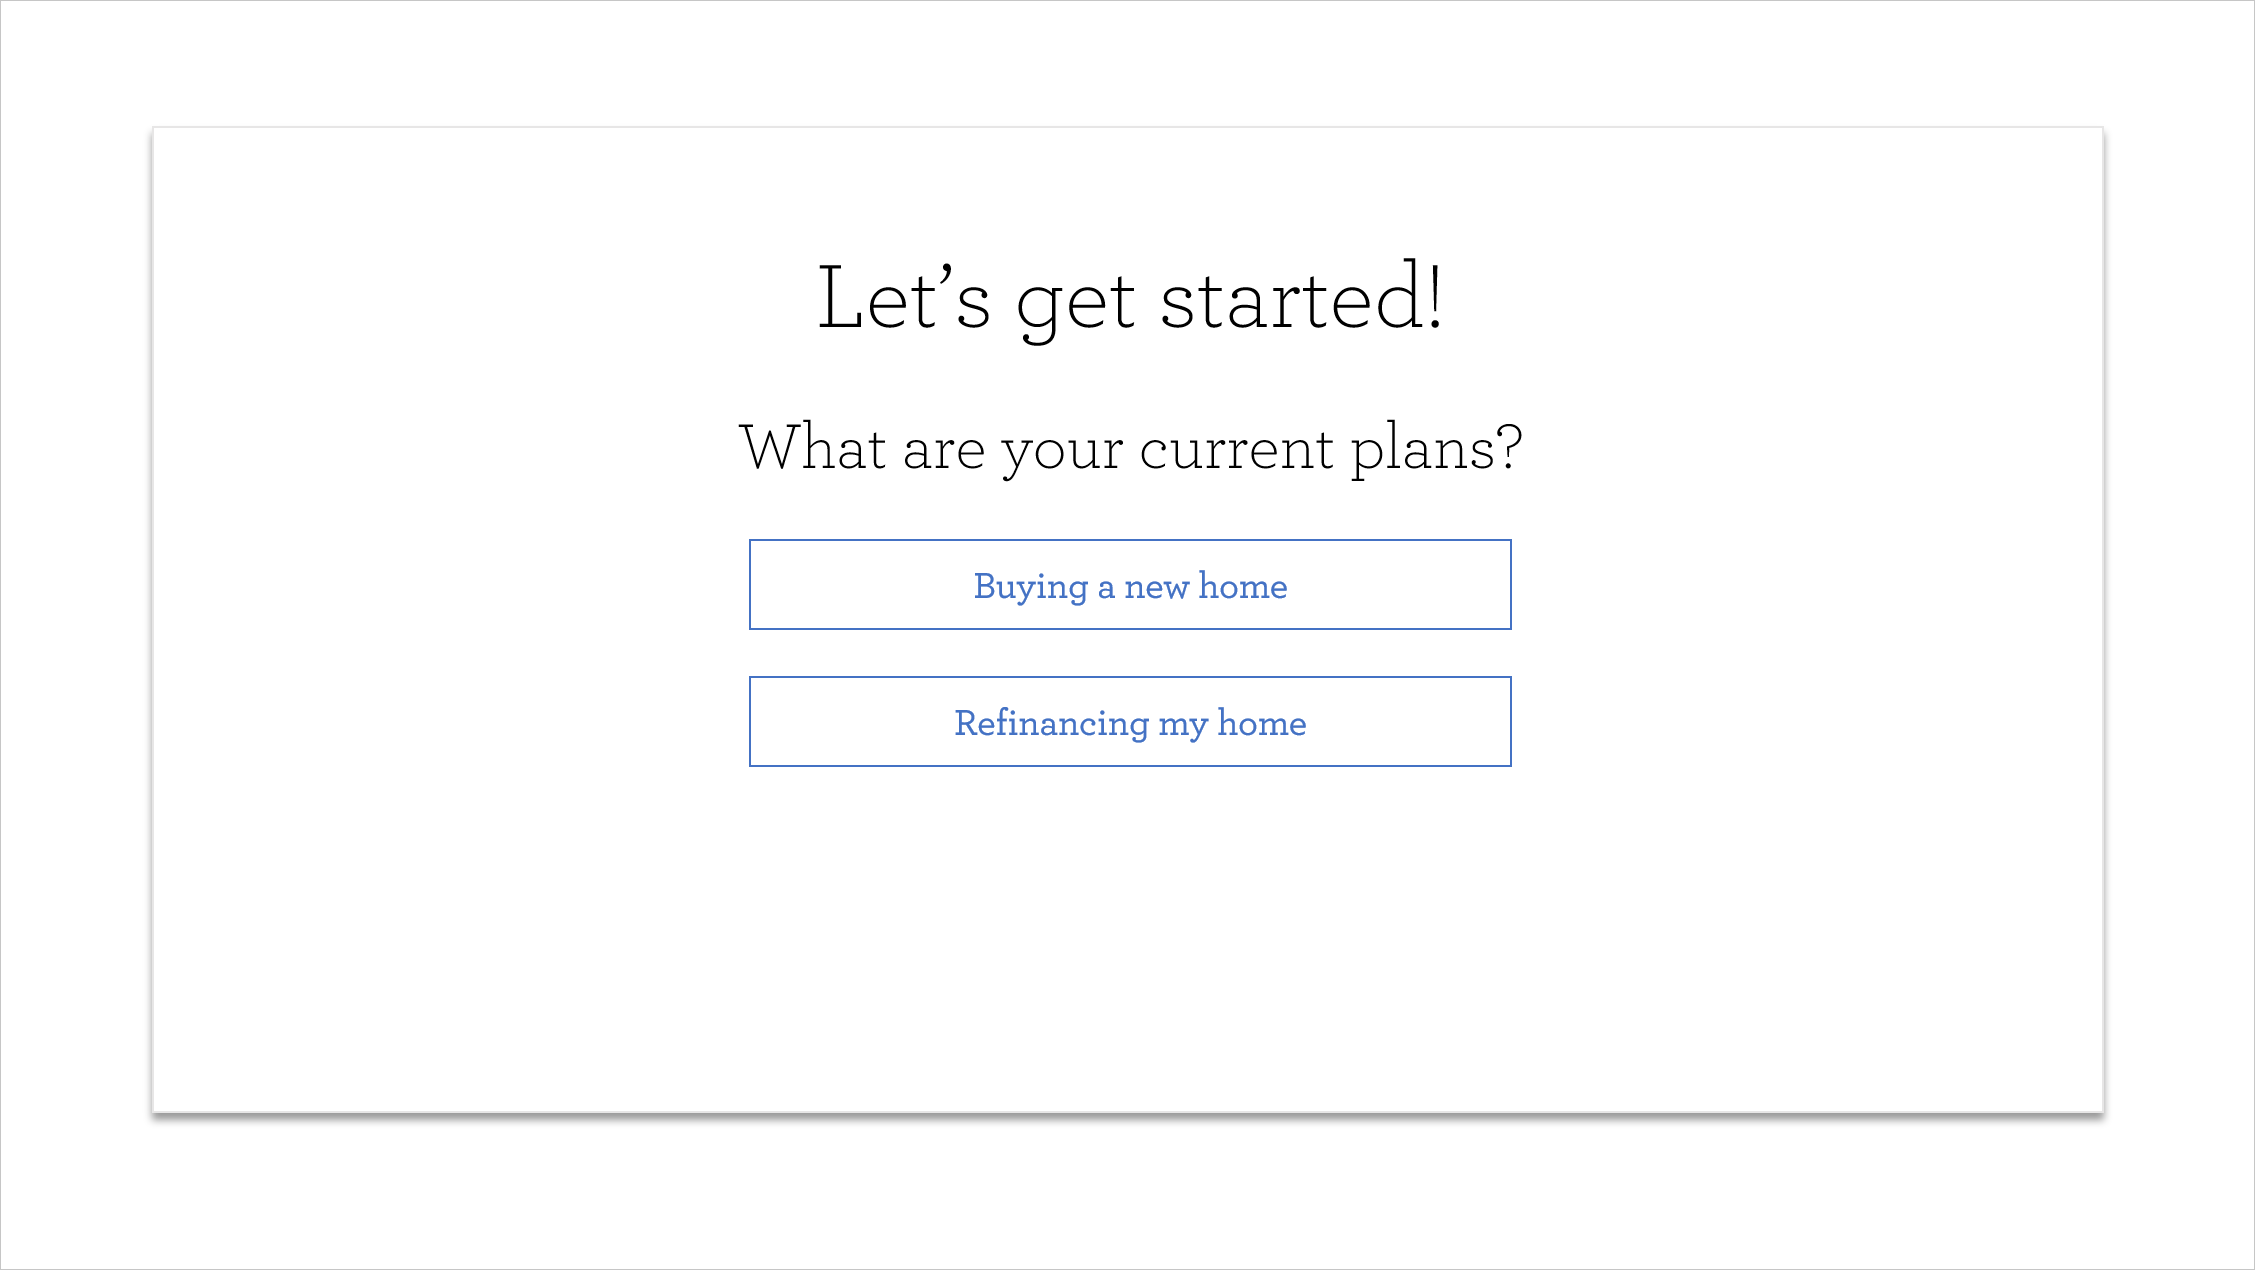 Let’s get started!
What are your current plans?
Buying a new home
Refinancing my home